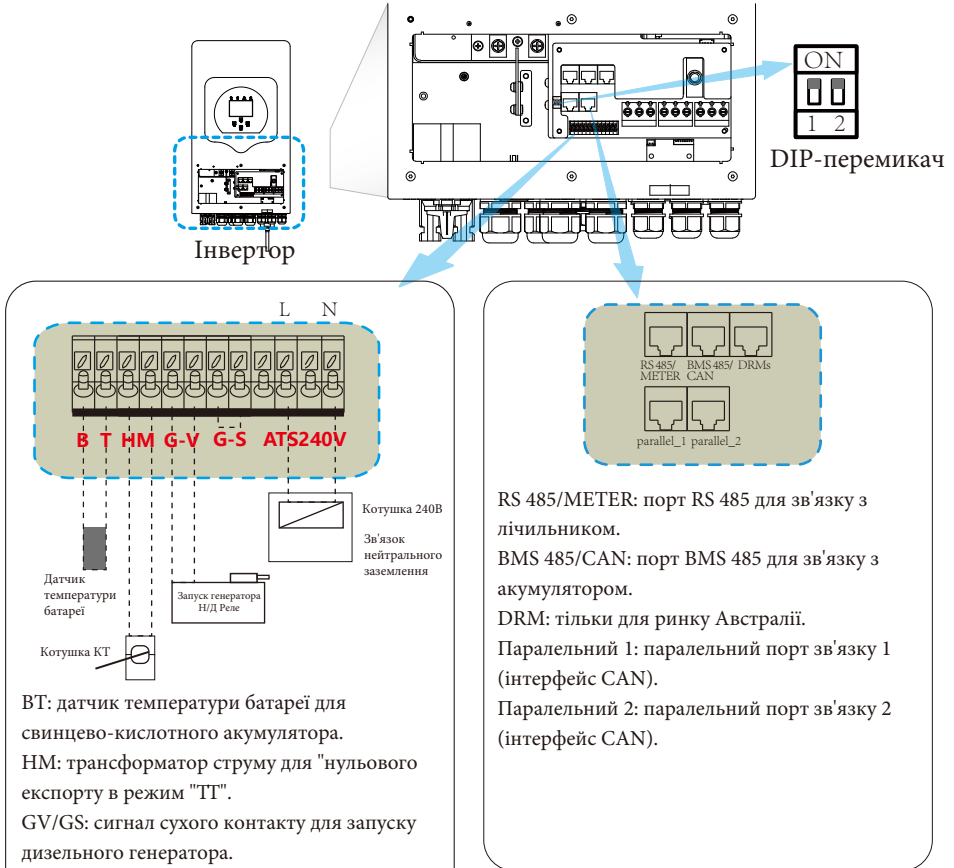 ON
1 2
DIP-перемикач
Інвертор
L N
B T HM G-V G-S ATS240V
Котушка 240В
Зв'язок
нейтрального
заземлення
Датчик
температури
батареї
Запуск генератора
Н/Д Реле
Котушка КТ
ВТ: датчик температури батареї для
свинцево-кислотного акумулятора.
НМ: трансформатор струму для "нульового
експорту в режим "ТТ".
GV/GS: сигнал сухого контакту для запуску
дизельного генератора.
RS 485/ BMS 485/ DRMs
METER CAN
parallel_1 parallel_2
RS 485/METER: порт RS 485 для зв'язку з
лічильником.
BMS 485/CAN: порт BMS 485 для зв'язку з
акумулятором.
DRM: тільки для ринку Австралії.
Паралельний 1: паралельний порт зв'язку 1
(інтерфейс CAN).
Паралельний 2: паралельний порт зв'язку 2
(інтерфейс CAN).